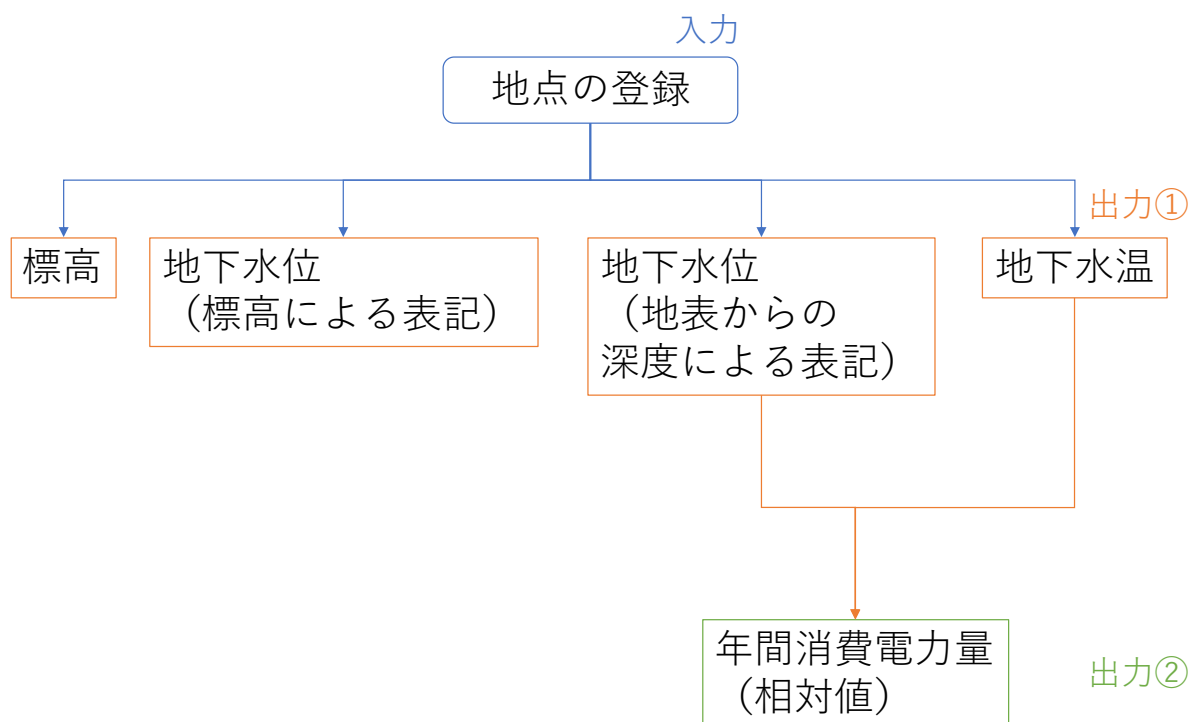 入力
地点の登録
出力①
標高
地下水位
（標高による表記）
地下水位
（地表からの
深度による表記）
地下水温
年間消費電力量
（相対値）
出力②